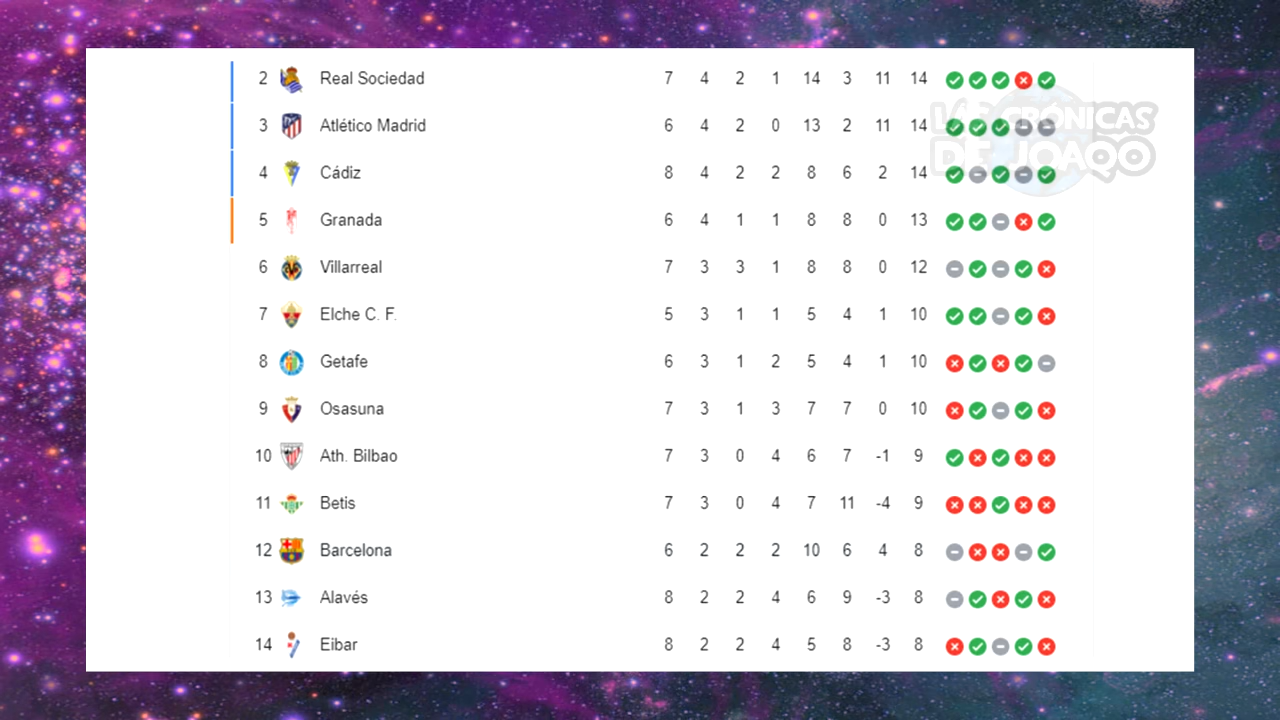 2 Real Sociedad 7 4 2 1 14 3 11 14
3 Atlético Madrid 6 4 2 0 13 2 11 14
4 Cádiz 8 4 2 2 8 6 2 14
5 Granada 6 4 1 1 8 8 0 13
6 Villarreal 7 3 3 1 8 8 0 12
7 Elche C. F. 5 3 1 1 5 4 1 10
8 Getafe 6 3 1 2 5 4 1 10
9 Osasuna 7 3 1 3 7 7 0 10
10 Ath. Bilbao 7 3 0 4 6 7 -1 9
11 Betis 7 3 0 4 7 11 -4 9
12 Barcelona 6 2 2 2 10 6 4 8
13 Alavés 8 2 2 4 6 9 -3 8
14 Eibar 8 2 2 4 5 8 -3 8
LAS CRÓNICAS
DE JOAQO